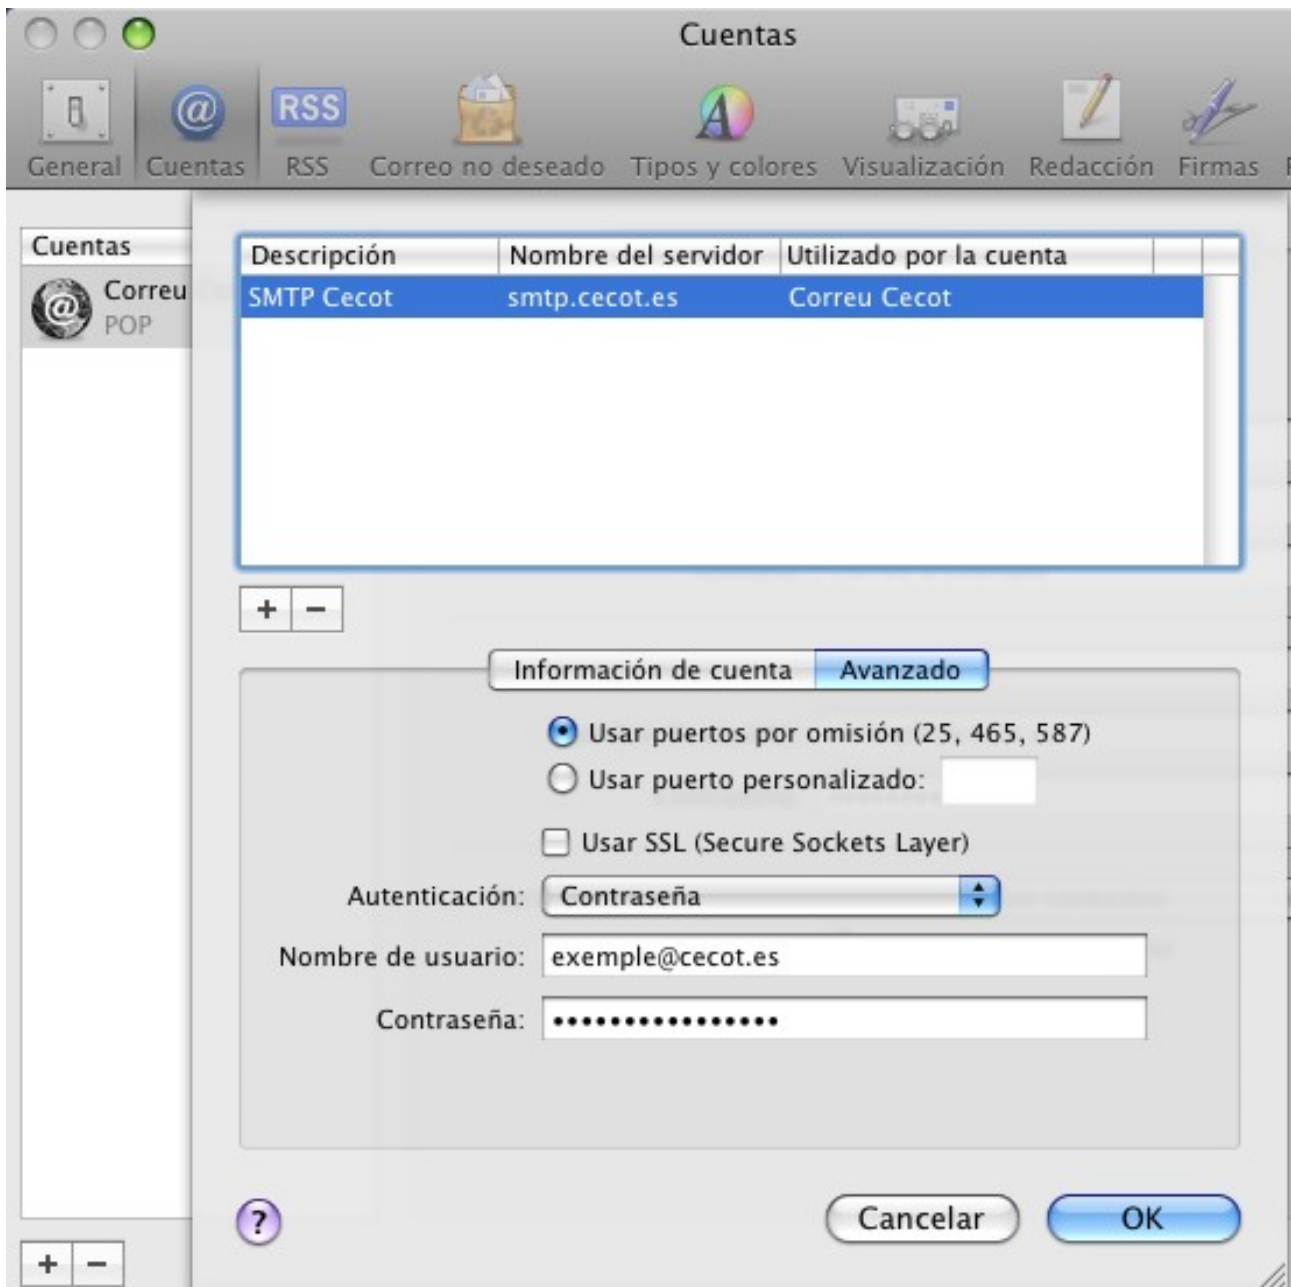 Cuentas
RSS
General Cuentas RSS Correo no deseado Tipos y colores Visualización Redacción Firmas
Cuentas
Correu
POP
Descripción Nombre del servidor Utilizado por la cuenta
SMTP Cecot smtp.cecot.es Correu Cecot
+ −
Información de cuenta Avanzado
Usar puertos por omisión (25, 465, 587)
Usar puerto personalizado:
Usar SSL (Secure Sockets Layer)
Autenticación: Contraseña
Nombre de usuario: exemple@cecot.es
Contraseña: ••••••••••••••••
? Cancelar OK
+ −